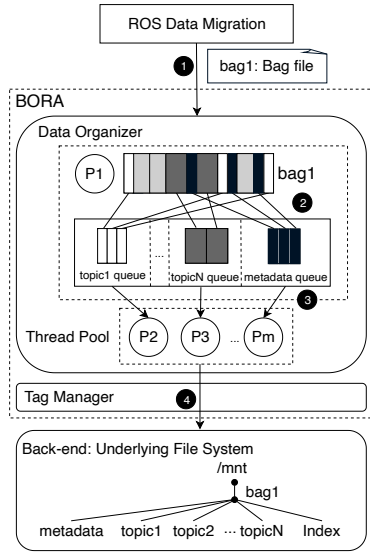 ROS Data Migration
1
bag1: Bag file
BORA
Data Organizer
P1
bag1
2
topic1 queue
...
topicN queue
metadata queue
3
Thread Pool
P2
P3
...
Pm
Tag Manager
4
Back-end: Underlying File System
/mnt
bag1
metadata topic1 topic2 ... topicN Index